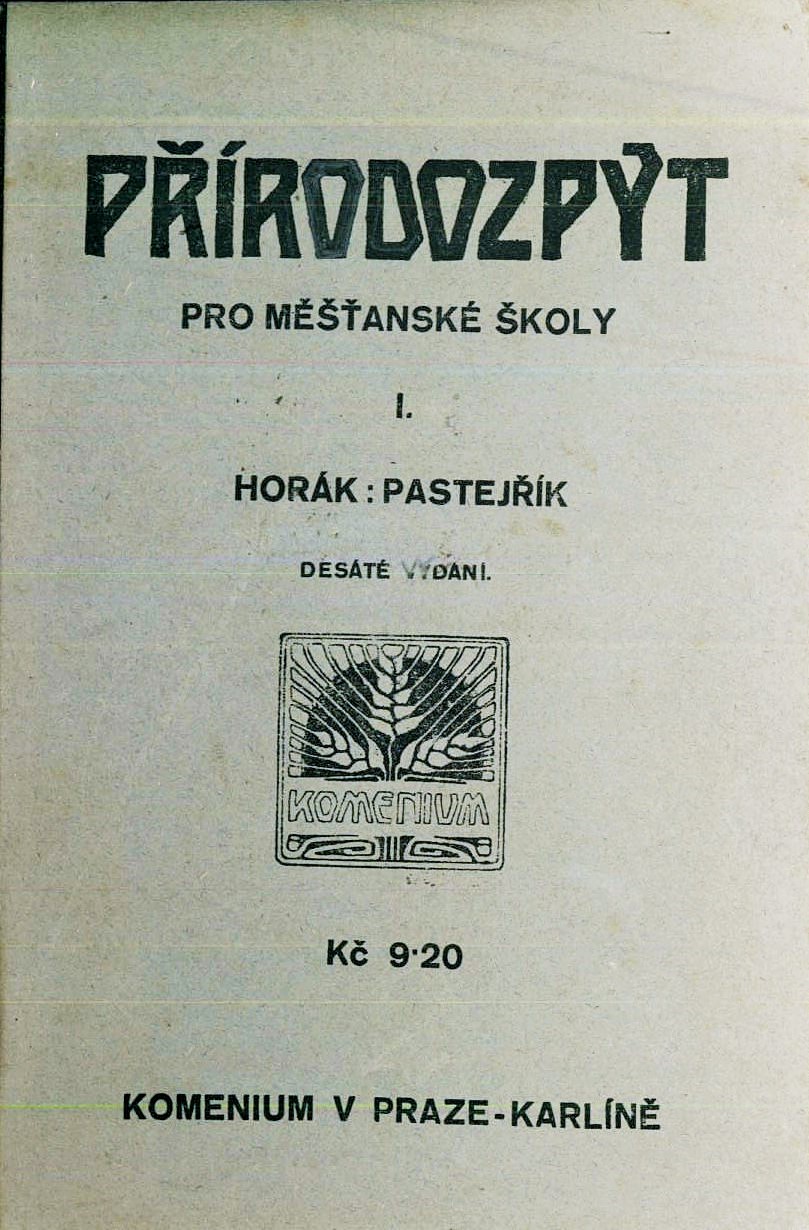 PŘÍRODOZPYT
PRO MĚŠŤANSKÉ ŠKOLY
I.
HORÁK : PASTEJŘÍK
DESÁTÉ VYDÁNÍ.
KOMENIUM
Kč 9·20
KOMENIUM V PRAZE-KARLÍNĚ